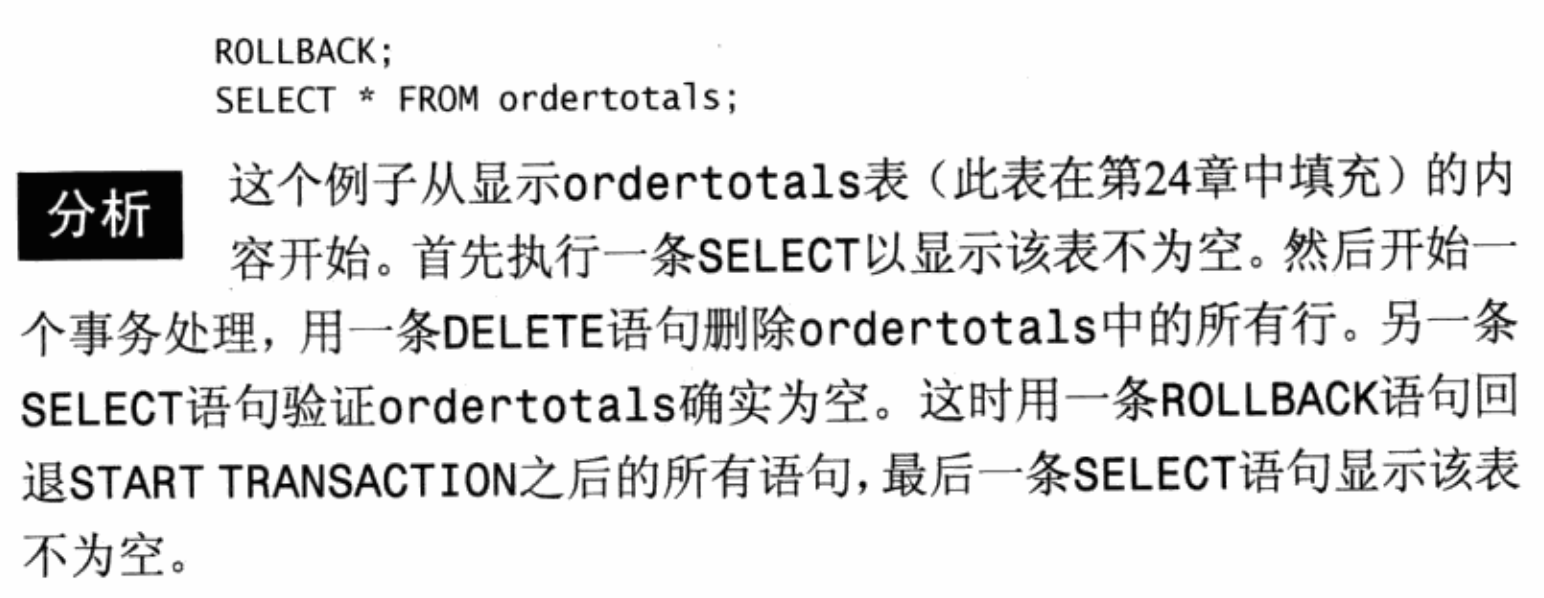 ROLLBACK;
SELECT * FROM ordertotals;
分析
这个例子从显示ordertotals表（此表在第24章中填充）的内
容开始。首先执行一条SELECT以显示该表不为空。然后开始一
个事务处理，用一条DELETE语句删除ordertotals中的所有行。另一条
SELECT语句验证ordertotals确实为空。这时用一条ROLLBACK语句回
退START TRANSACTION之后的所有语句，最后一条SELECT语句显示该表
不为空。